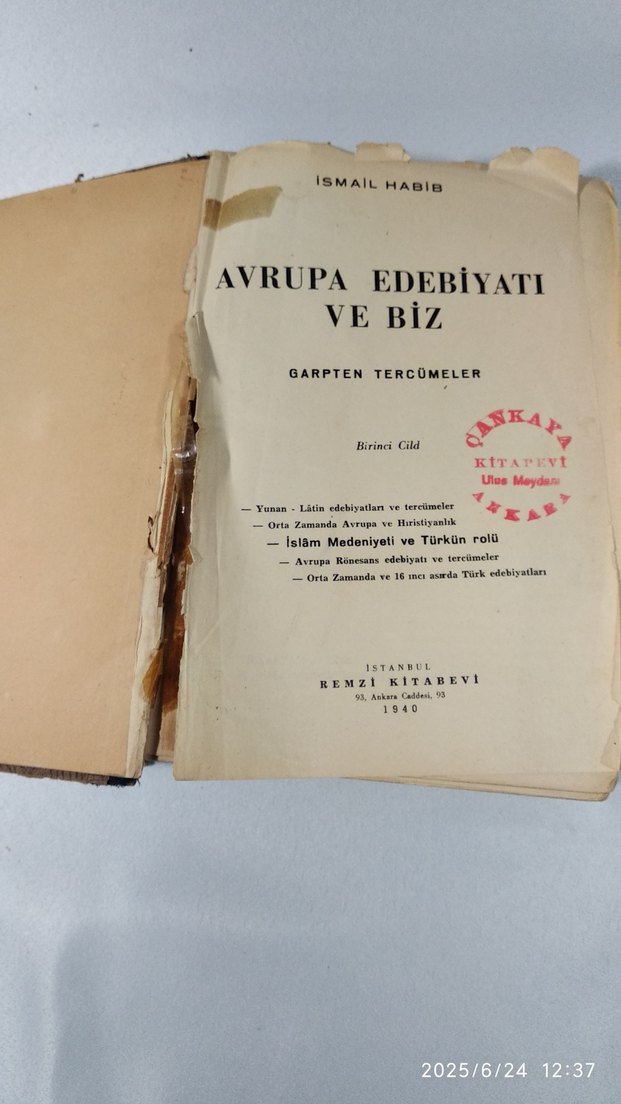 İSMAİL HABİB
AVRUPA EDEBİYATI
VE BİZ
GARPTEN TERCÜMELER
Birinci Cild
ÇANKAYA
KİTAPEVİ
Ulus Meydanı
ANKARA
— Yunan - Lâtin edebiyatları ve tercümeler
— Orta Zamanda Avrupa ve Hıristiyanlık
— İslâm Medeniyeti ve Türkün rolü
— Avrupa Rönesans edebiyatı ve tercümeler
— Orta Zamanda ve 16 ıncı asırda Türk edebiyatları
İSTANBUL
REMZİ KİTABEVİ
93, Ankara Caddesi, 93
1940
2025/6/24 12:37